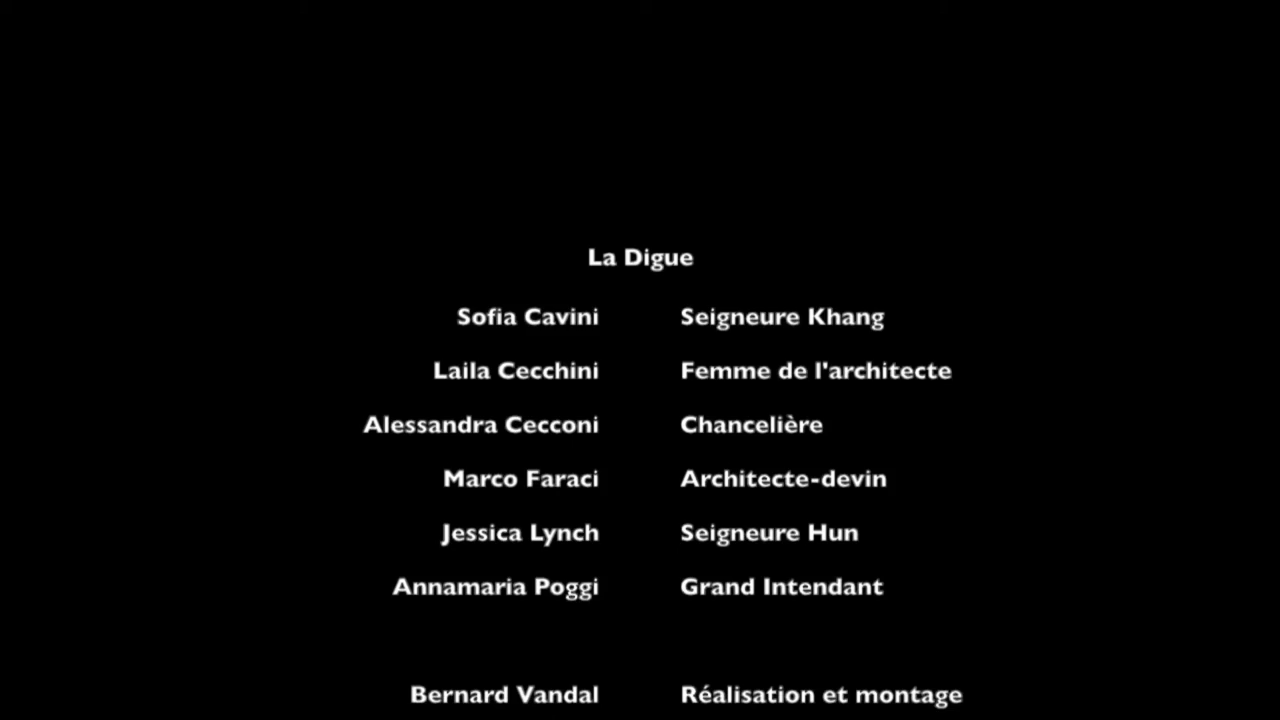 La Digue
Sofia Cavini Seigneure Khang
Laila Cecchini Femme de l'architecte
Alessandra Cecconi Chancelière
Marco Faraci Architecte-devin
Jessica Lynch Seigneure Hun
Annamaria Poggi Grand Intendant
Bernard Vandal Réalisation et montage